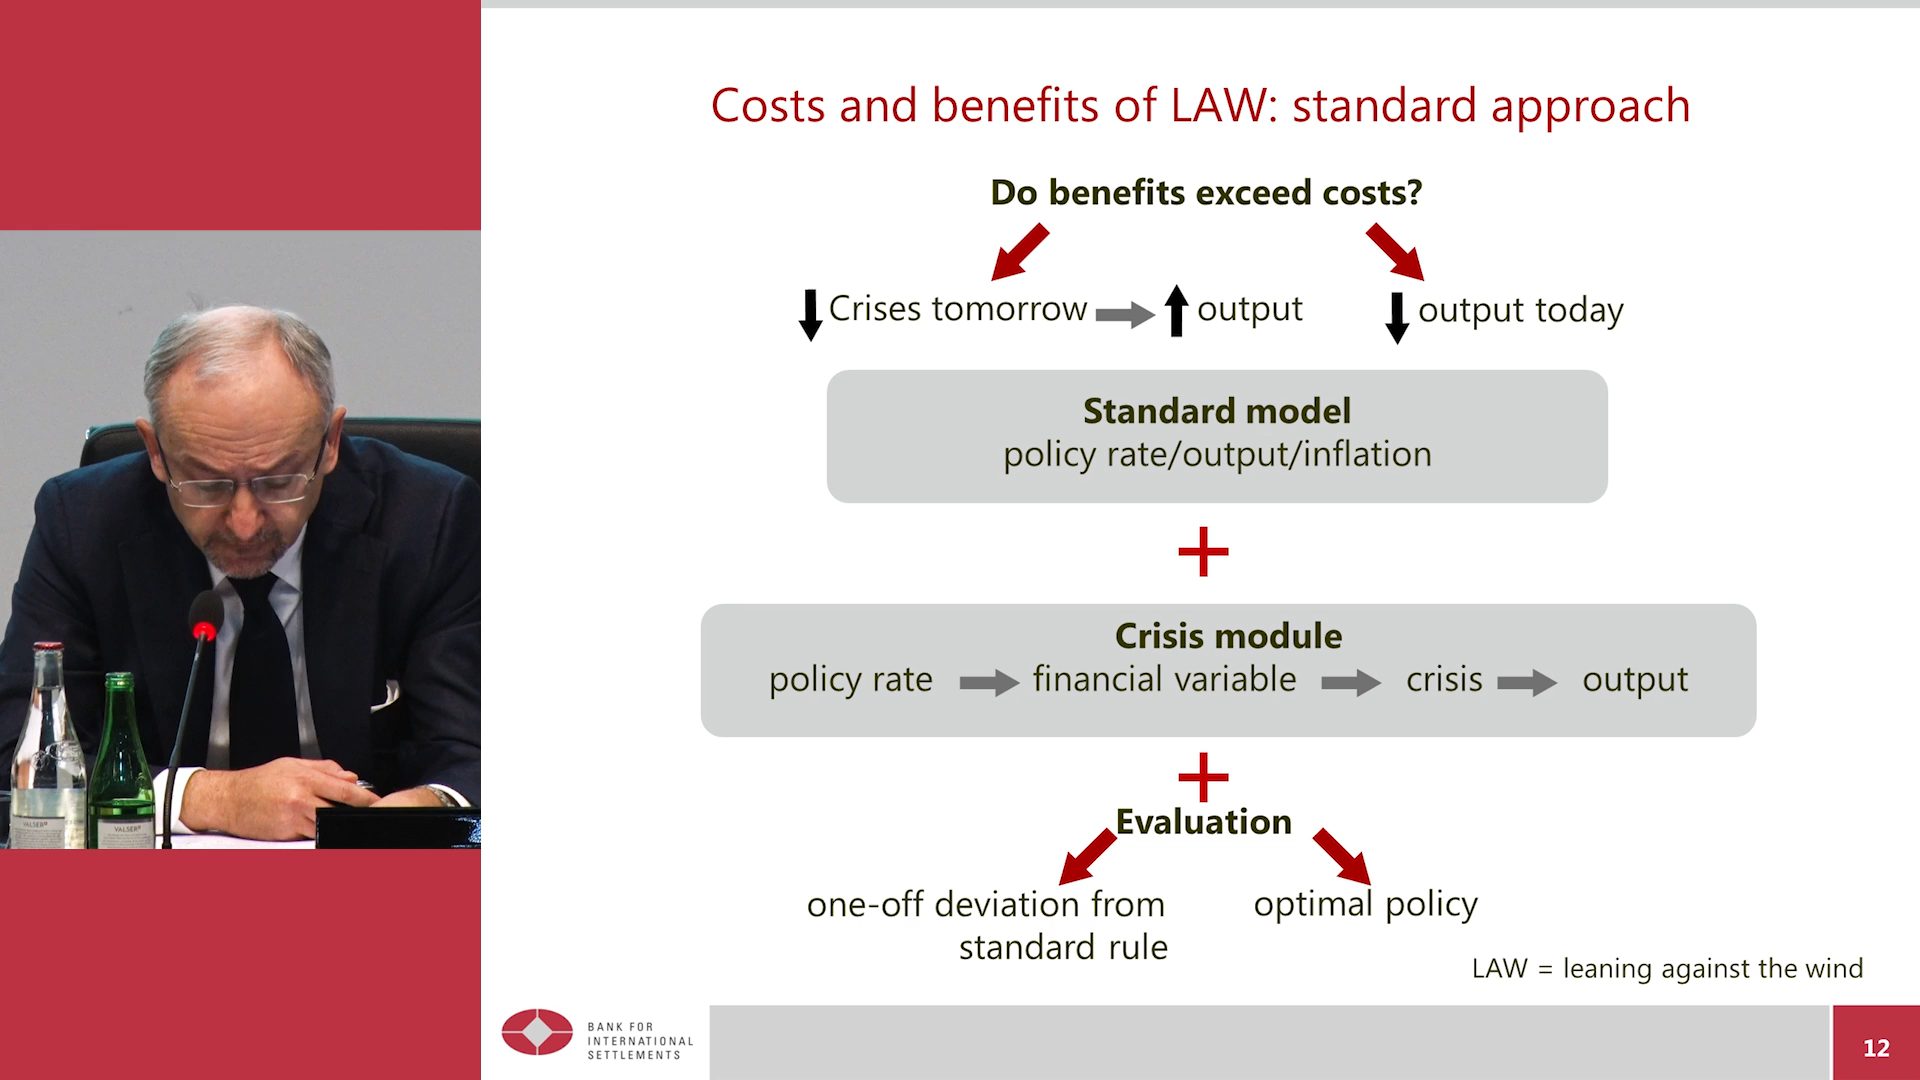 Costs and benefits of LAW: standard approach
Do benefits exceed costs?
Crises tomorrow output output today
Standard model
policy rate/output/inflation
+
Crisis module
policy rate financial variable crisis output
+
Evaluation
one-off deviation from
standard rule
optimal policy
LAW = leaning against the wind
BANK FOR
INTERNATIONAL
SETTLEMENTS
12
VALSER
VALSER